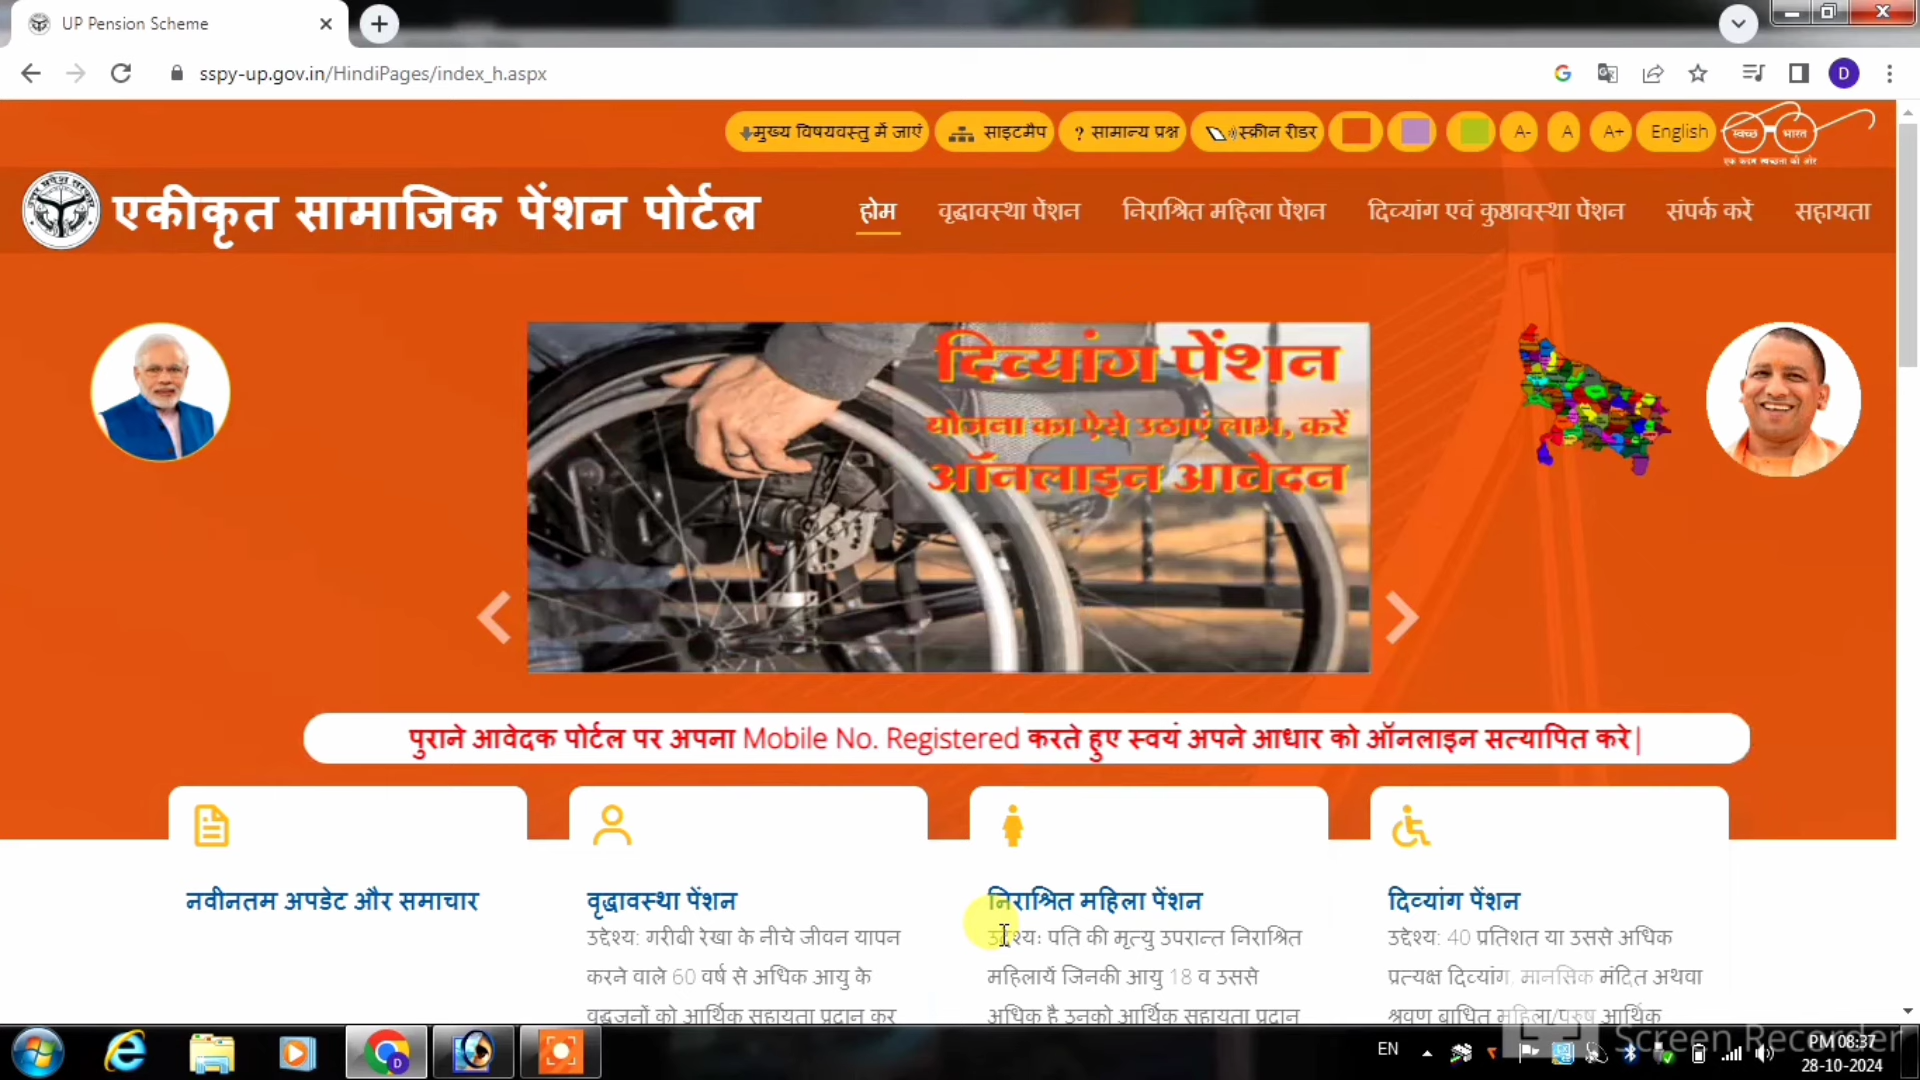 UP Pension Scheme
sspy-up.gov.in/HindiPages/index_h.aspx
D
मुख्य विषयवस्तु में जाएं
साइटमैप
? सामान्य प्रश्न
स्क्रीन रीडर
A-
A
A+
English
स्वच्छ भारत
एक कदम स्वच्छता की ओर
एकीकृत सामाजिक पेंशन पोर्टल
होम
वृद्धावस्था पेंशन
निराश्रित महिला पेंशन
दिव्यांग एवं कुष्ठावस्था पेंशन
संपर्क करें
सहायता
दिव्यांग पेंशन
योजना का ऐसे उठाएं लाभ, करें
ऑनलाइन आवेदन
पुराने आवेदक पोर्टल पर अपना Mobile No. Registered करते हुए स्वयं अपने आधार को ऑनलाइन सत्यापित करे|
नवीनतम अपडेट और समाचार
वृद्धावस्था पेंशन
उद्देश्य: गरीबी रेखा के नीचे जीवन यापन
करने वाले 60 वर्ष से अधिक आयु के
वृद्धजनों को आर्थिक सहायता प्रदान कर
निराश्रित महिला पेंशन
उद्देश्यः पति की मृत्यु उपरान्त निराश्रित
महिलायें जिनकी आयु 18 व उससे
अधिक है उनको आर्थिक सहायता प्रदान
दिव्यांग पेंशन
उद्देश्य: 40 प्रतिशत या उससे अधिक
प्रत्यक्ष दिव्यांग, मानसिक मंदित अथवा
श्रवण बाधित महिला/पुरुष आर्थिक
Screen Recorder
EN
PM 08:37
28-10-2024